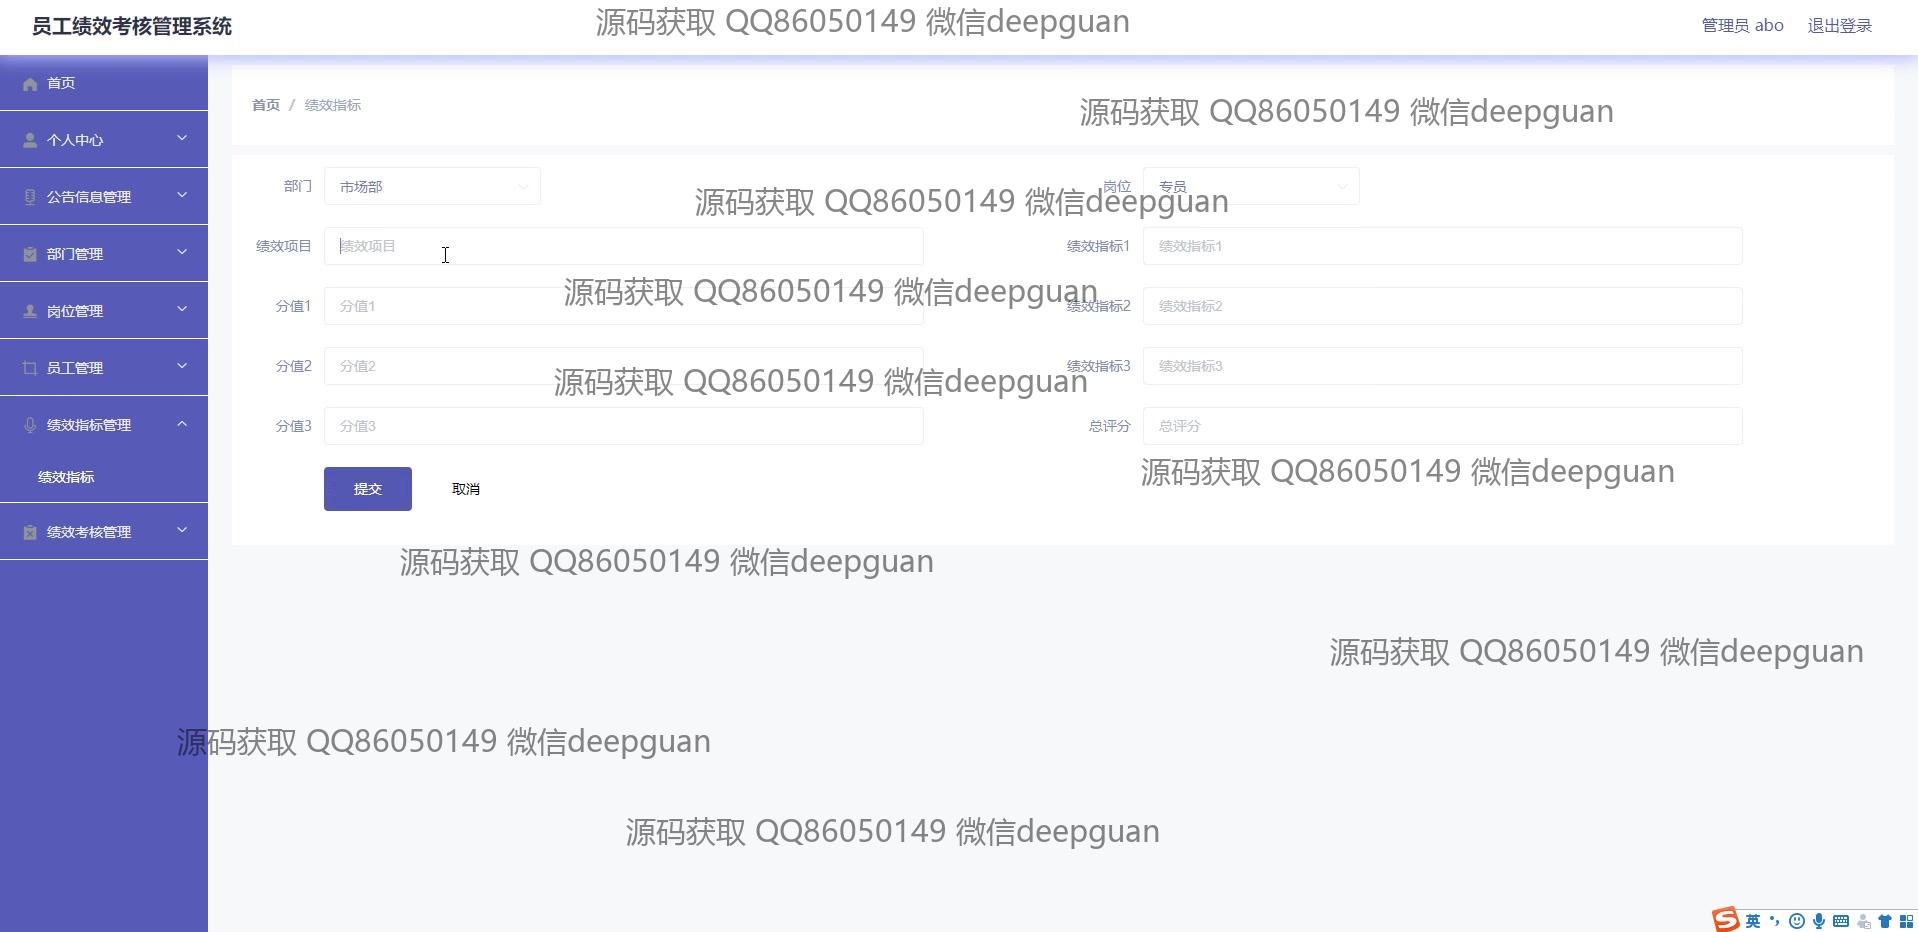 员工绩效考核管理系统
源码获取 QQ86050149 微信deepguan
管理员 abo
退出登录
首页
个人中心
公告信息管理
部门管理
岗位管理
员工管理
绩效指标管理
绩效指标
绩效考核管理
首页 / 绩效指标
源码获取 QQ86050149 微信deepguan
部门 市场部
岗位 专员
源码获取 QQ86050149 微信deepguan
绩效项目 绩效项目
绩效指标1 绩效指标1
源码获取 QQ86050149 微信deepguan
分值1 分值1
绩效指标2 绩效指标2
分值2 分值2
绩效指标3 绩效指标3
源码获取 QQ86050149 微信deepguan
分值3 分值3
总评分 总评分
源码获取 QQ86050149 微信deepguan
提交
取消
源码获取 QQ86050149 微信deepguan
源码获取 QQ86050149 微信deepguan
源码获取 QQ86050149 微信deepguan
源码获取 QQ86050149 微信deepguan
英